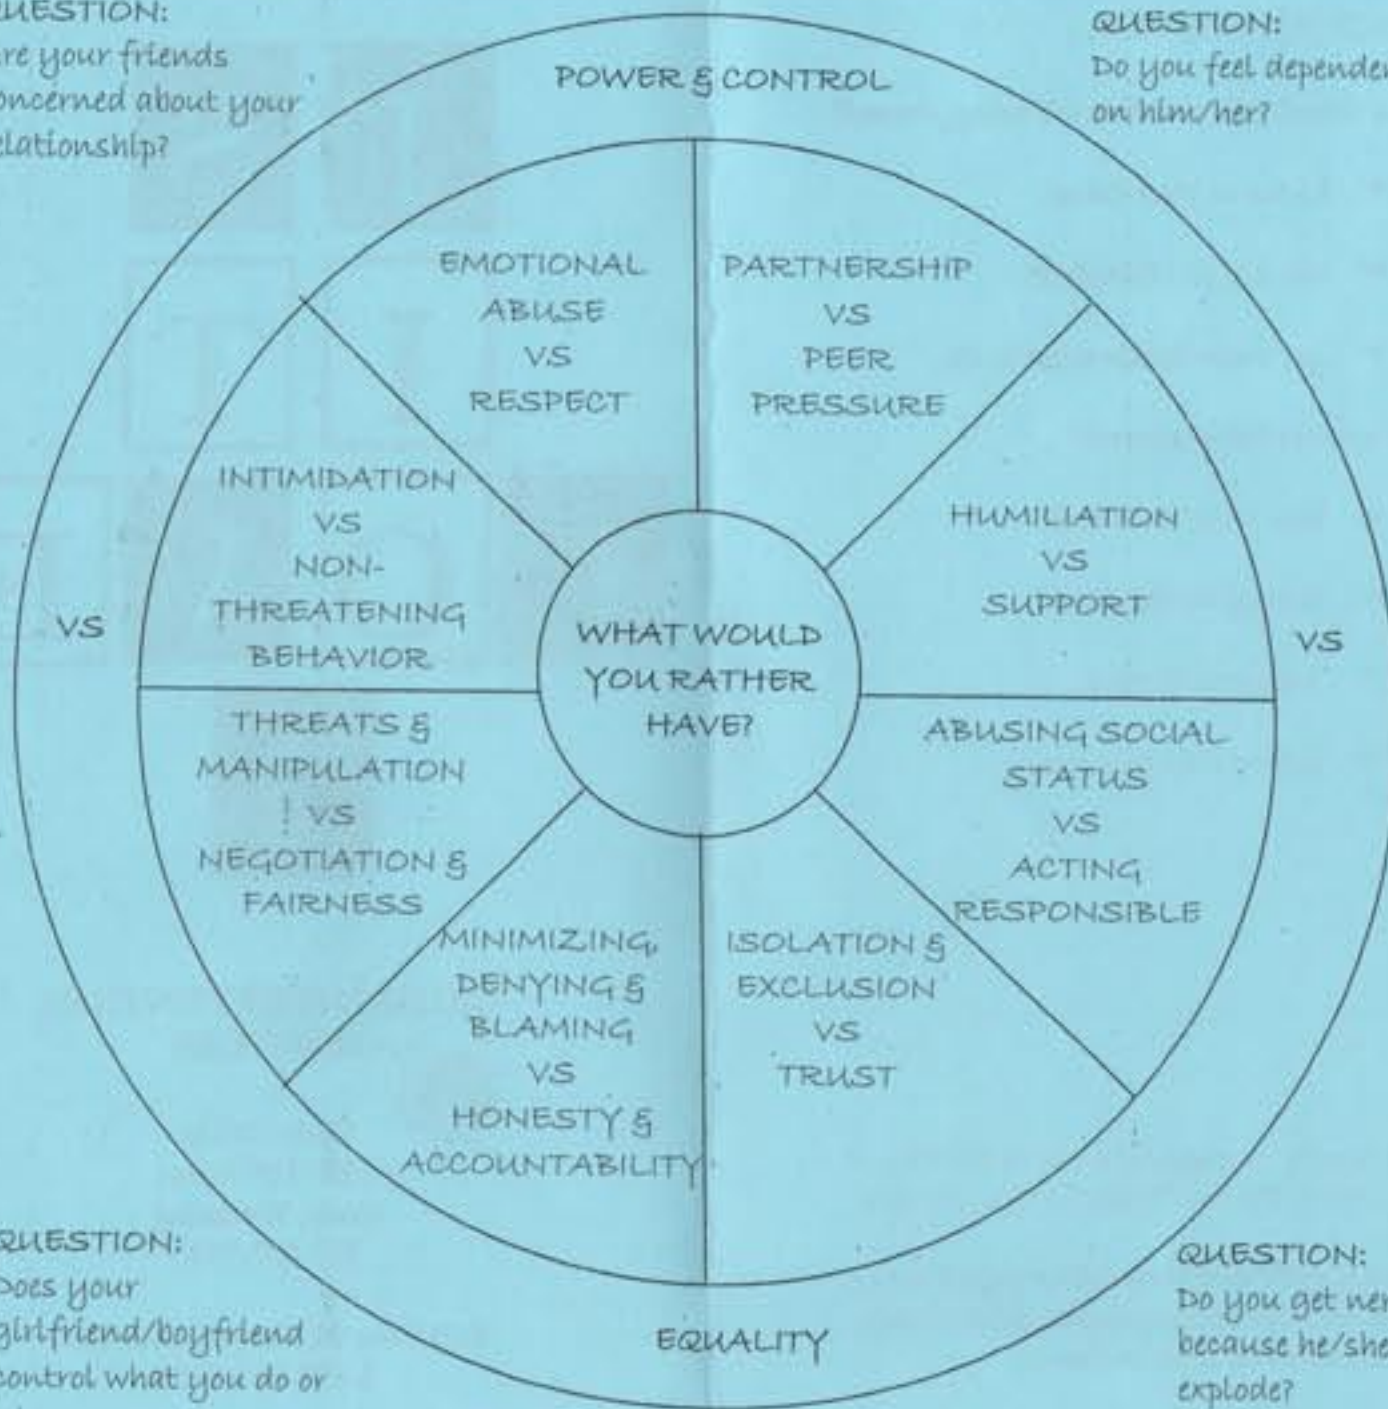 QUESTION:
re your friends
oncerned about your
elationship?
QUESTION:
Do you feel depende
on him/her?
POWER & CONTROL
EMOTIONAL
ABUSE
VS
RESPECT
PARTNERSHIP
VS
PEER
PRESSURE
INTIMIDATION
VS
NON-
THREATENING
BEHAVIOR
HUMILIATION
VS
SUPPORT
VS
WHAT WOULD
YOU RATHER
HAVE?
VS
THREATS &
MANIPULATION
! VS
NEGOTIATION &
FAIRNESS
ABUSING SOCIAL
STATUS
VS
ACTING
RESPONSIBLE
MINIMIZING,
DENYING &
BLAMING
VS
HONESTY &
ACCOUNTABILITY
ISOLATION &
EXCLUSION
VS
TRUST
EQUALITY
QUESTION:
Does your
girlfriend/boyfriend
control what you do or
QUESTION:
Do you get ner
because he/she
explode?